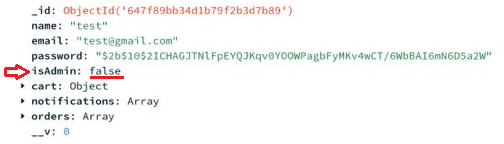 _id: ObjectId('647f89bb34d1b79f2b3d7b89')
name: "test"
email: "test@gmail.com"
password: "$2b$10$2ICHAGJTNlFpEYQJKqv0YOOWPagbFyMKv4wCT/6WbBAI6mN6D5a2W"
isAdmin: false
cart: Object
notifications: Array
orders: Array
__v: 0